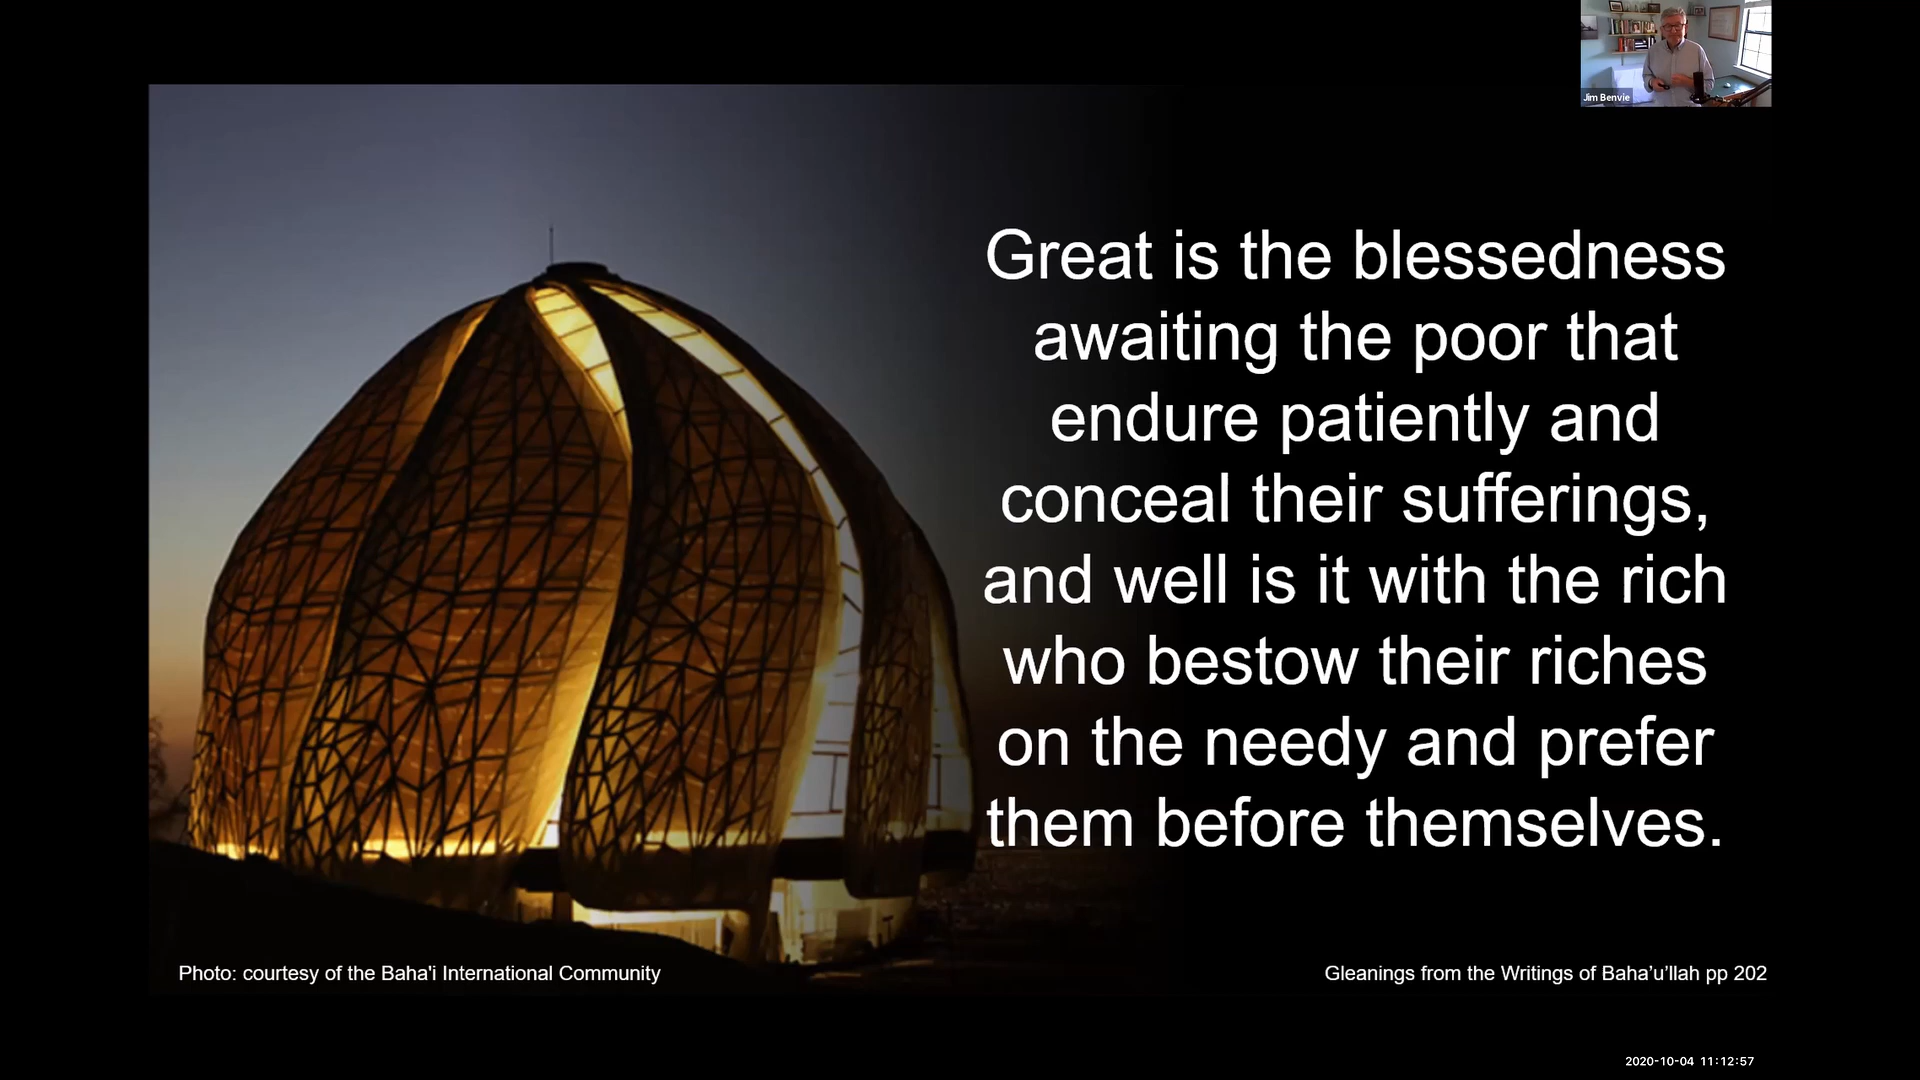 Jim Benvie
Great is the blessedness
awaiting the poor that
endure patiently and
conceal their sufferings,
and well is it with the rich
who bestow their riches
on the needy and prefer
them before themselves.
Photo: courtesy of the Baha'i International Community
Gleanings from the Writings of Baha’u’llah pp 202
2020-10-04 11:12:57